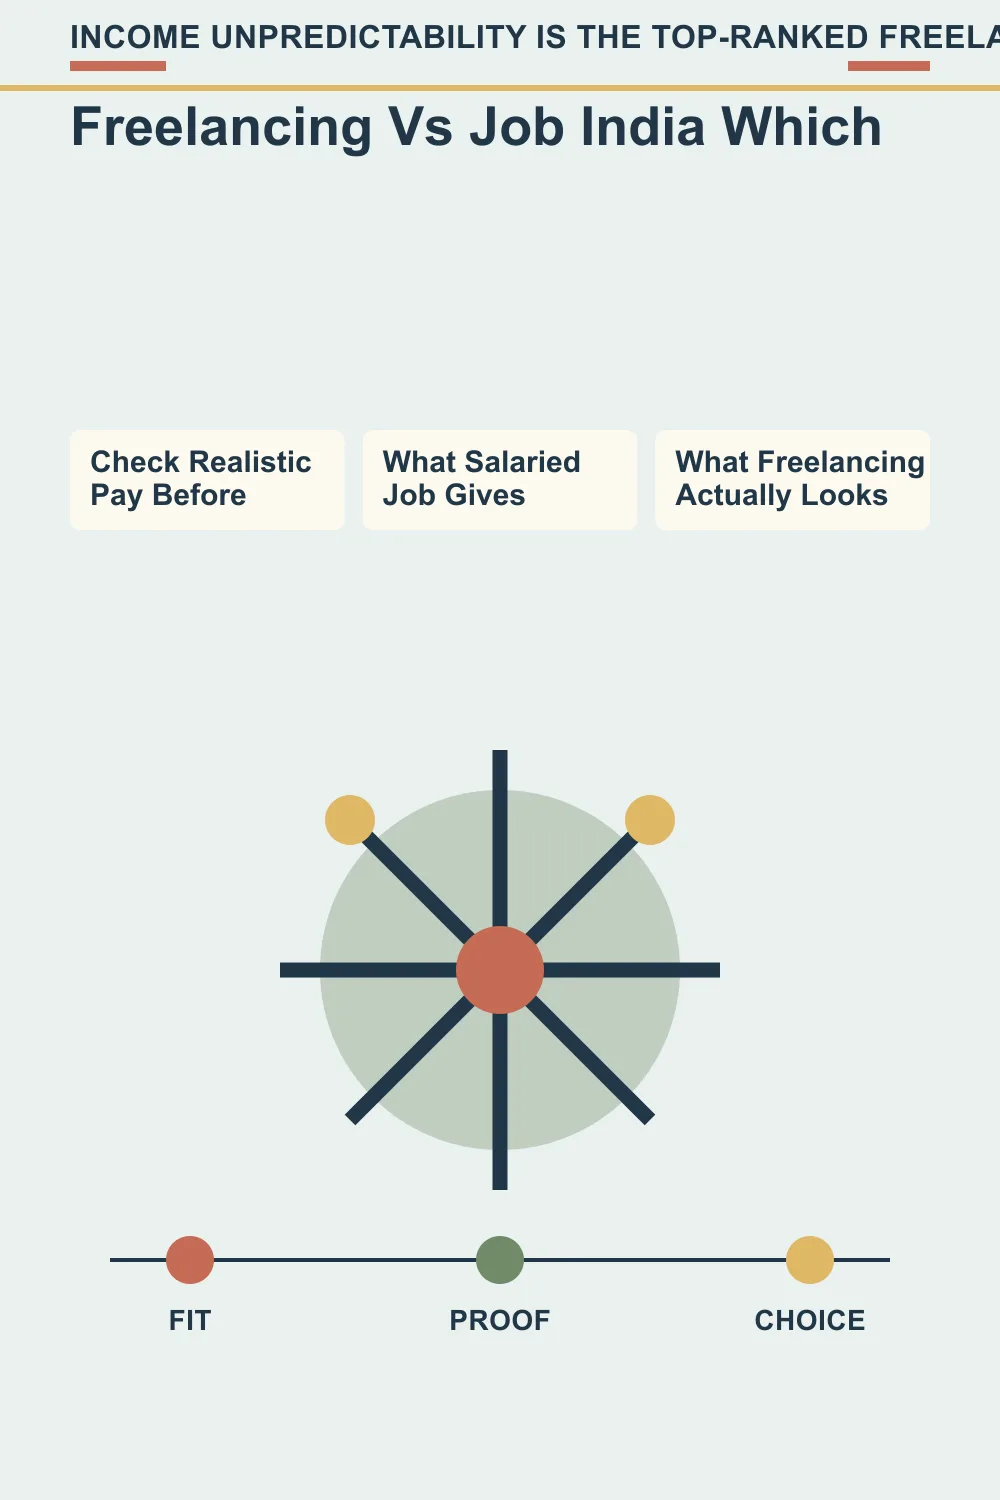 INCOME UNPREDICTABILITY IS THE TOP-RANKED FREELA
Freelancing Vs Job India Which
Check Realistic
Pay Before
What Salaried
Job Gives
What Freelancing
Actually Looks
FIT
PROOF
CHOICE